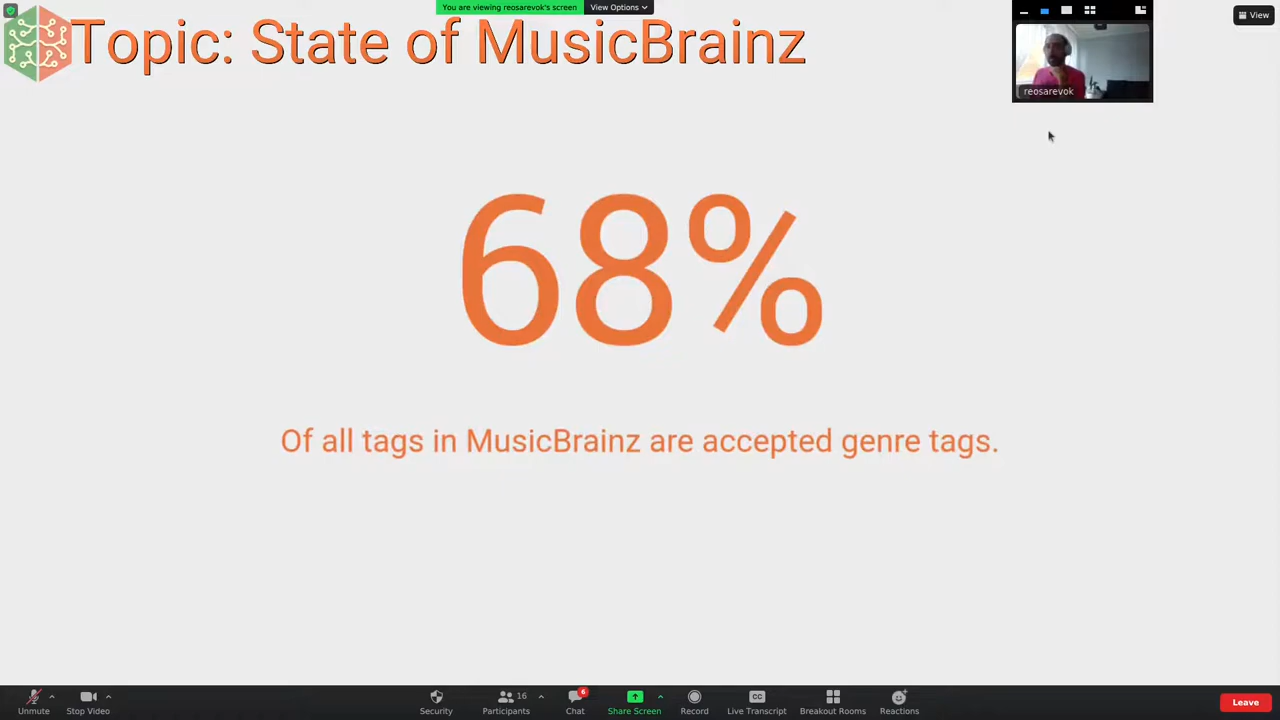 You are viewing reosarevok's screen
View Options
View
Topic: State of MusicBrainz
reosarevok
68%
Of all tags in MusicBrainz are accepted genre tags.
Unmute
Stop Video
Security
16
Participants
6
Chat
Share Screen
Record
CC
Live Transcript
Breakout Rooms
Reactions
Leave